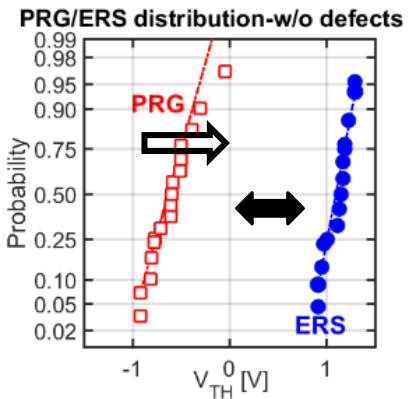 PRG/ERS distribution-w/o defects
0.99
0.98
0.95
0.90
0.75
0.50
0.25
0.10
0.05
0.02
Probability
PRG
ERS
-1 0 1
V_TH [V]